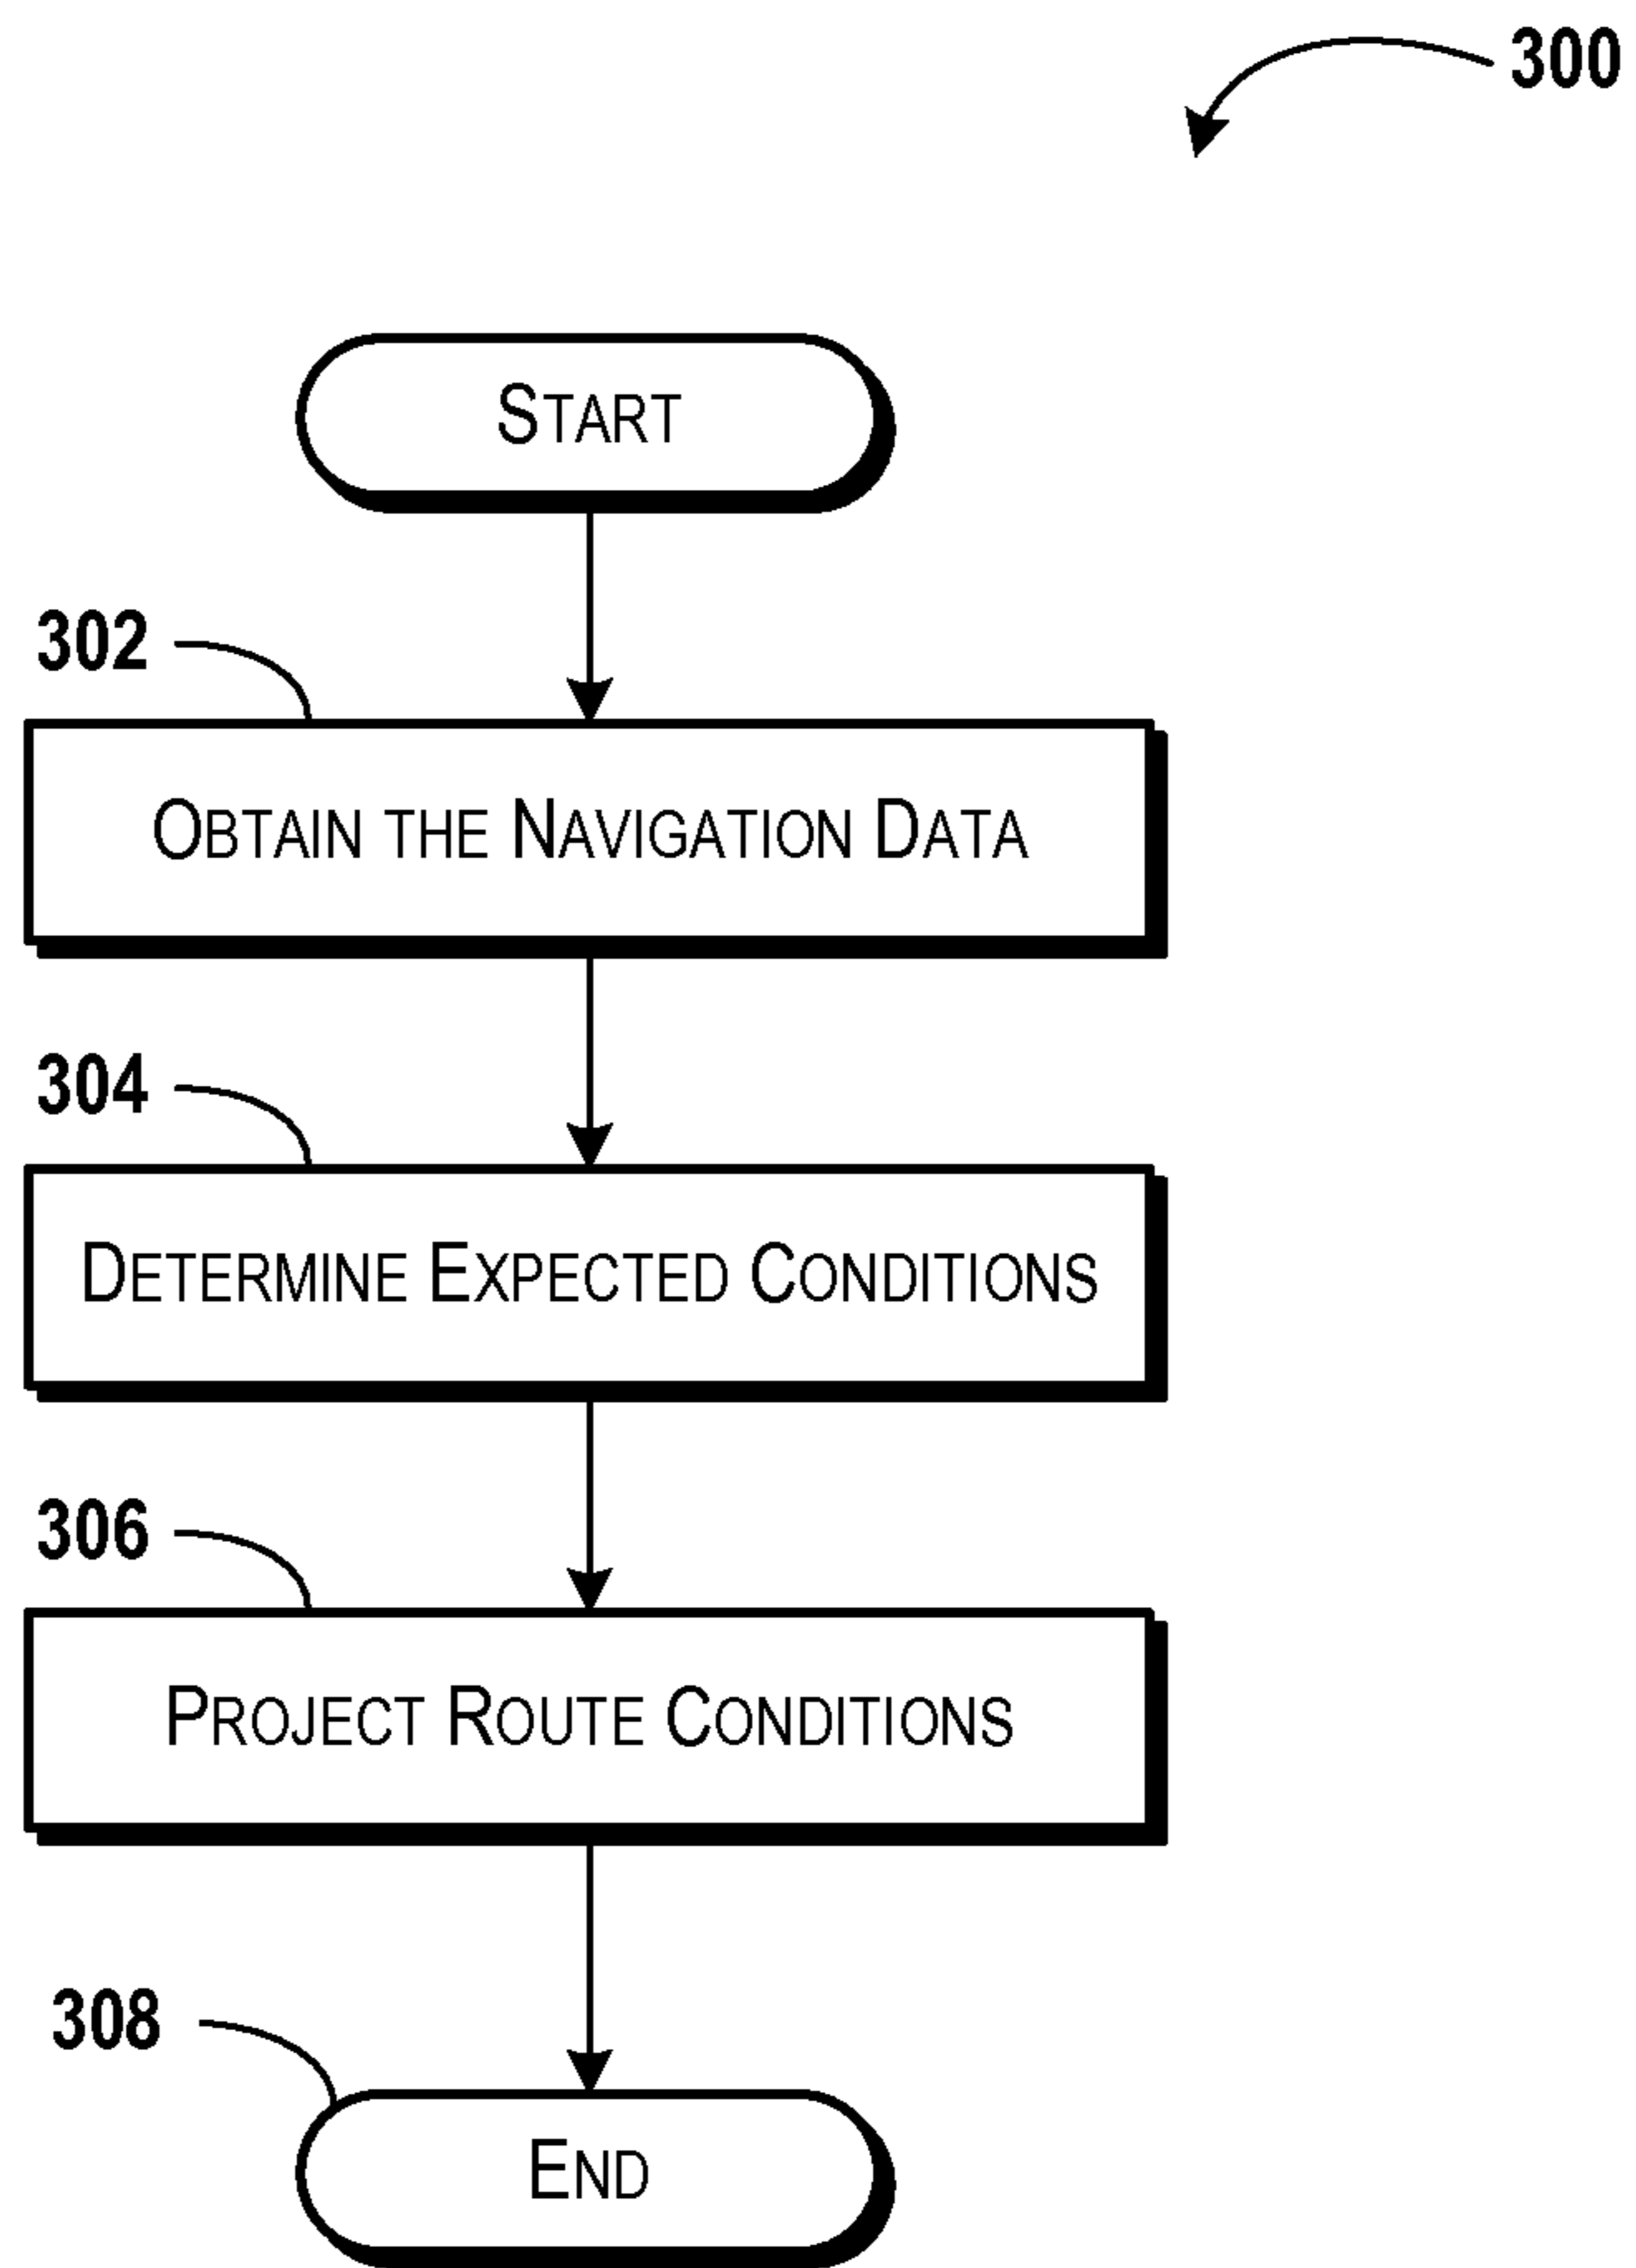 300
START
302
OBTAIN THE NAVIGATION DATA
304
DETERMINE EXPECTED CONDITIONS
306
PROJECT ROUTE CONDITIONS
308
END